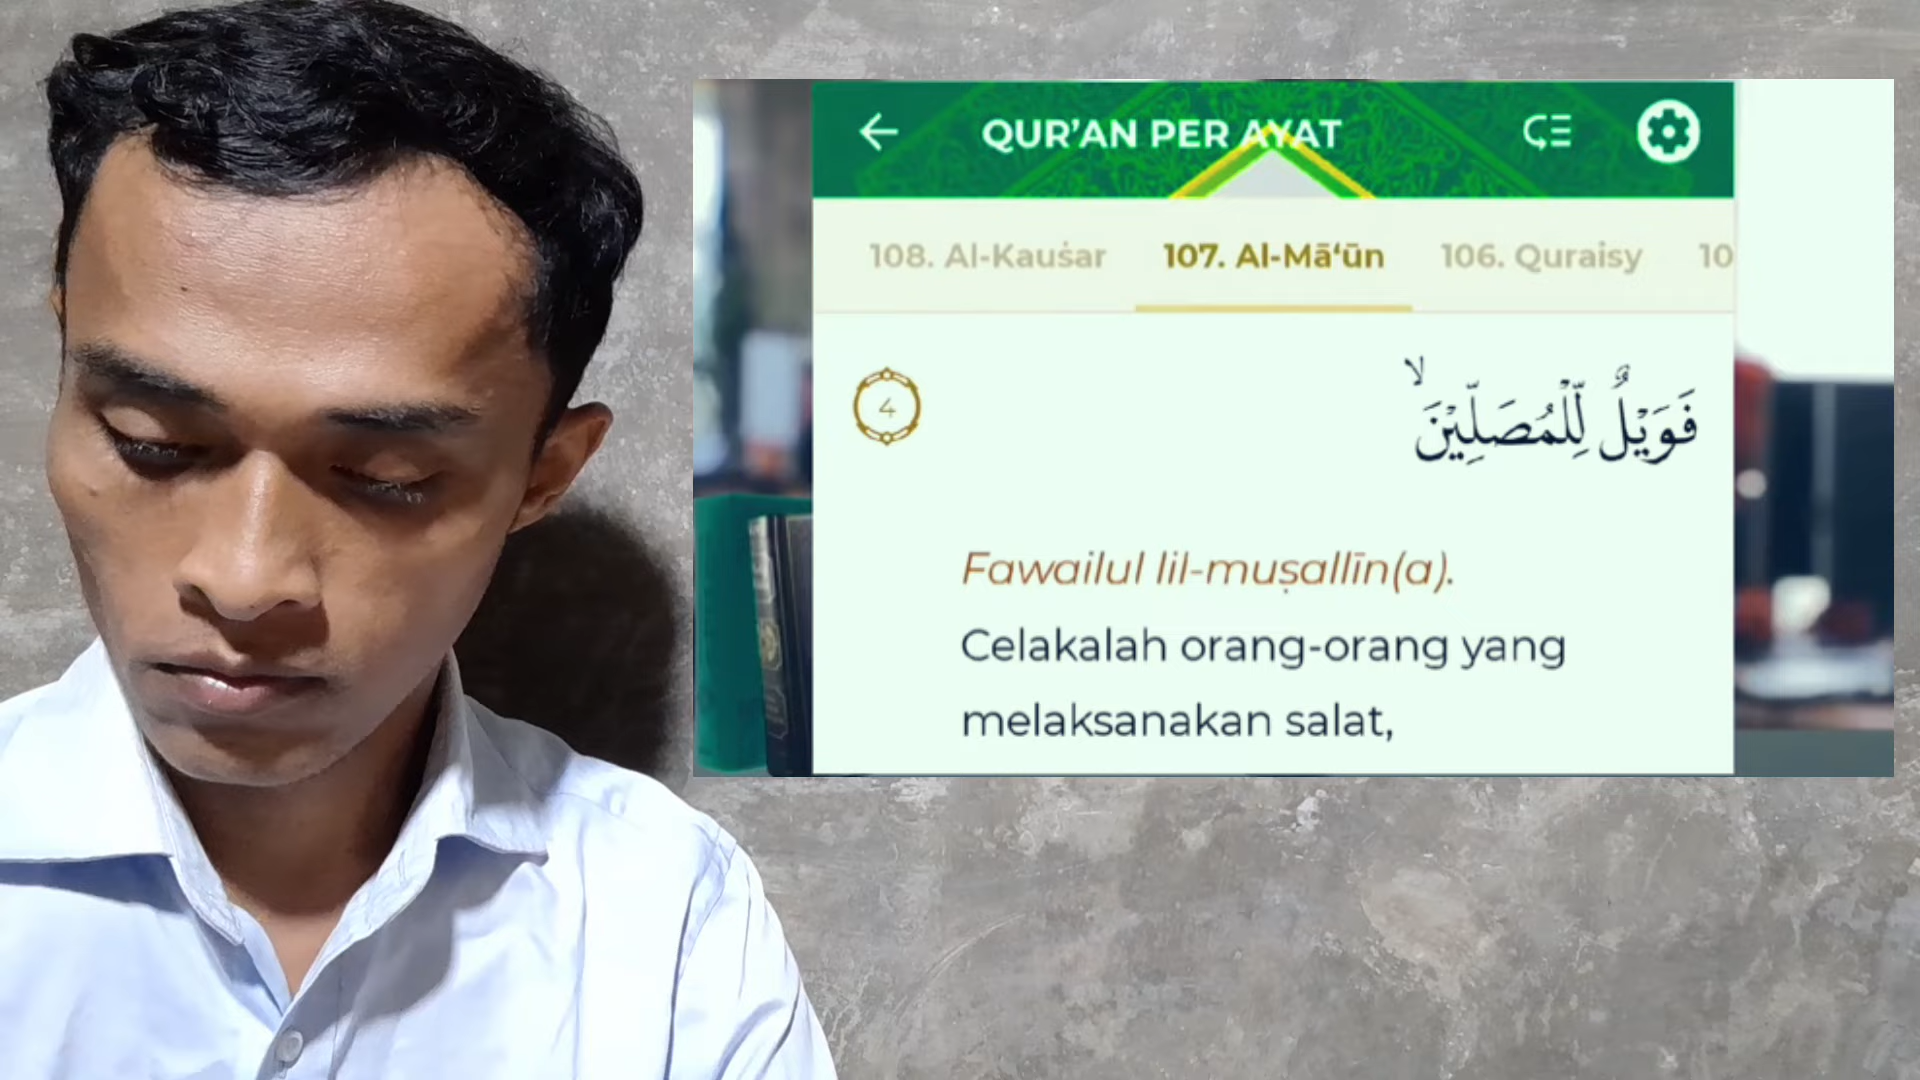 QUR’AN PER AYAT
108. Al-Kauṡar 107. Al-Mā‘ūn 106. Quraisy 10
4
فَوَيْلٌ لِّلْمُصَلِّيْنَۙ
Fawailul lil-muṣallīn(a).
Celakalah orang-orang yang
melaksanakan salat,